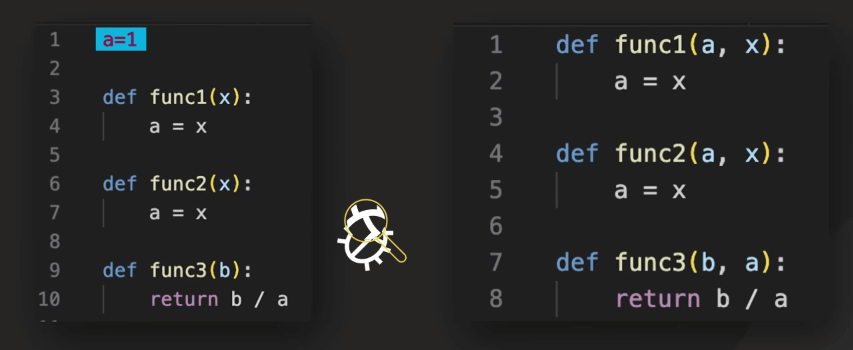 1 a=1
2
3 def func1(x):
4 a = x
5
6 def func2(x):
7 a = x
8
9 def func3(b):
10 return b / a
1 def func1(a, x):
2 a = x
3
4 def func2(a, x):
5 a = x
6
7 def func3(b, a):
8 return b / a